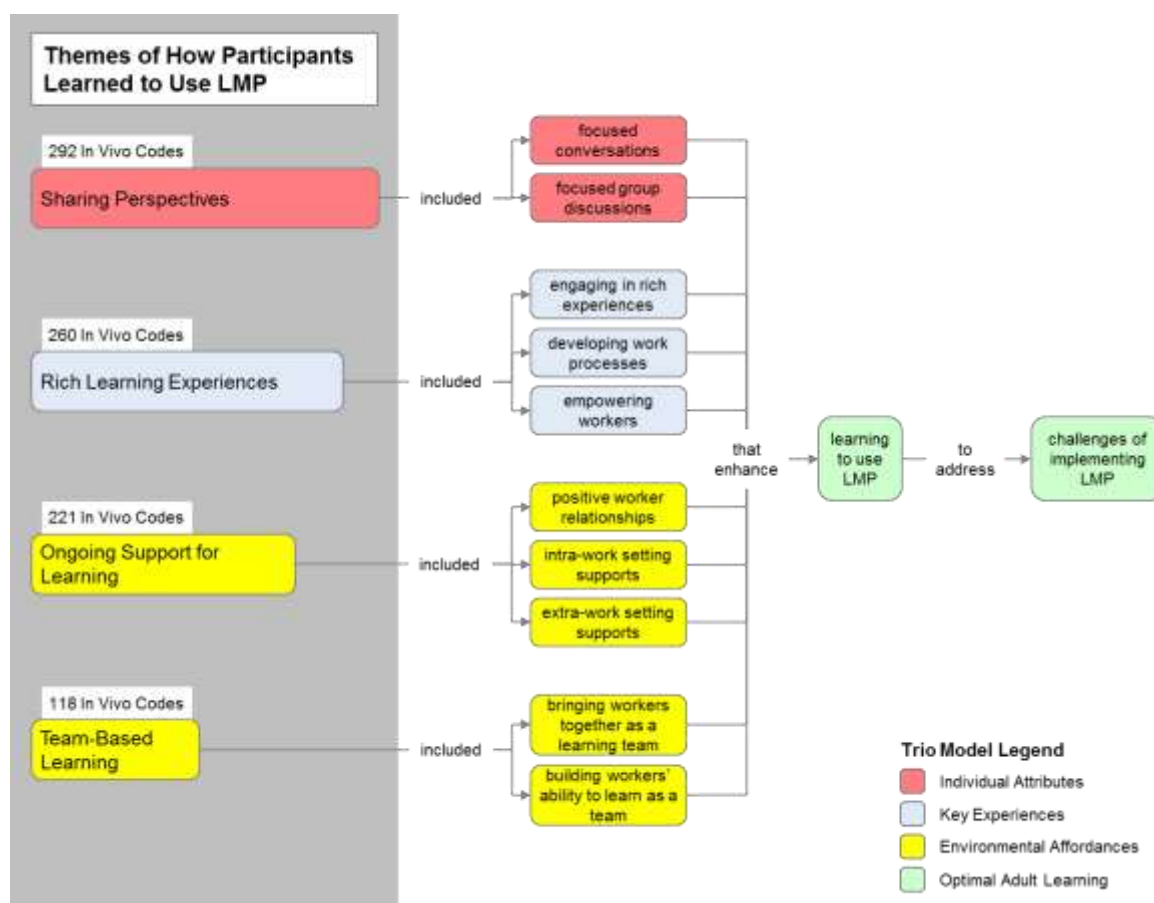 Themes of How Participants
Learned to Use LMP
292 In Vivo Codes
Sharing Perspectives
included
focused
conversations
focused group
discussions
260 In Vivo Codes
Rich Learning Experiences
included
engaging in rich
experiences
developing work
processes
empowering
workers
221 In Vivo Codes
Ongoing Support for
Learning
included
positive worker
relationships
intra-work setting
supports
extra-work setting
supports
118 In Vivo Codes
Team-Based
Learning
included
bringing workers
together as a
learning team
building workers'
ability to learn as a
team
that
enhance
learning
to use
LMP
to
address
challenges of
implementing
LMP
Trio Model Legend
Individual Attributes
Key Experiences
Environmental Affordances
Optimal Adult Learning